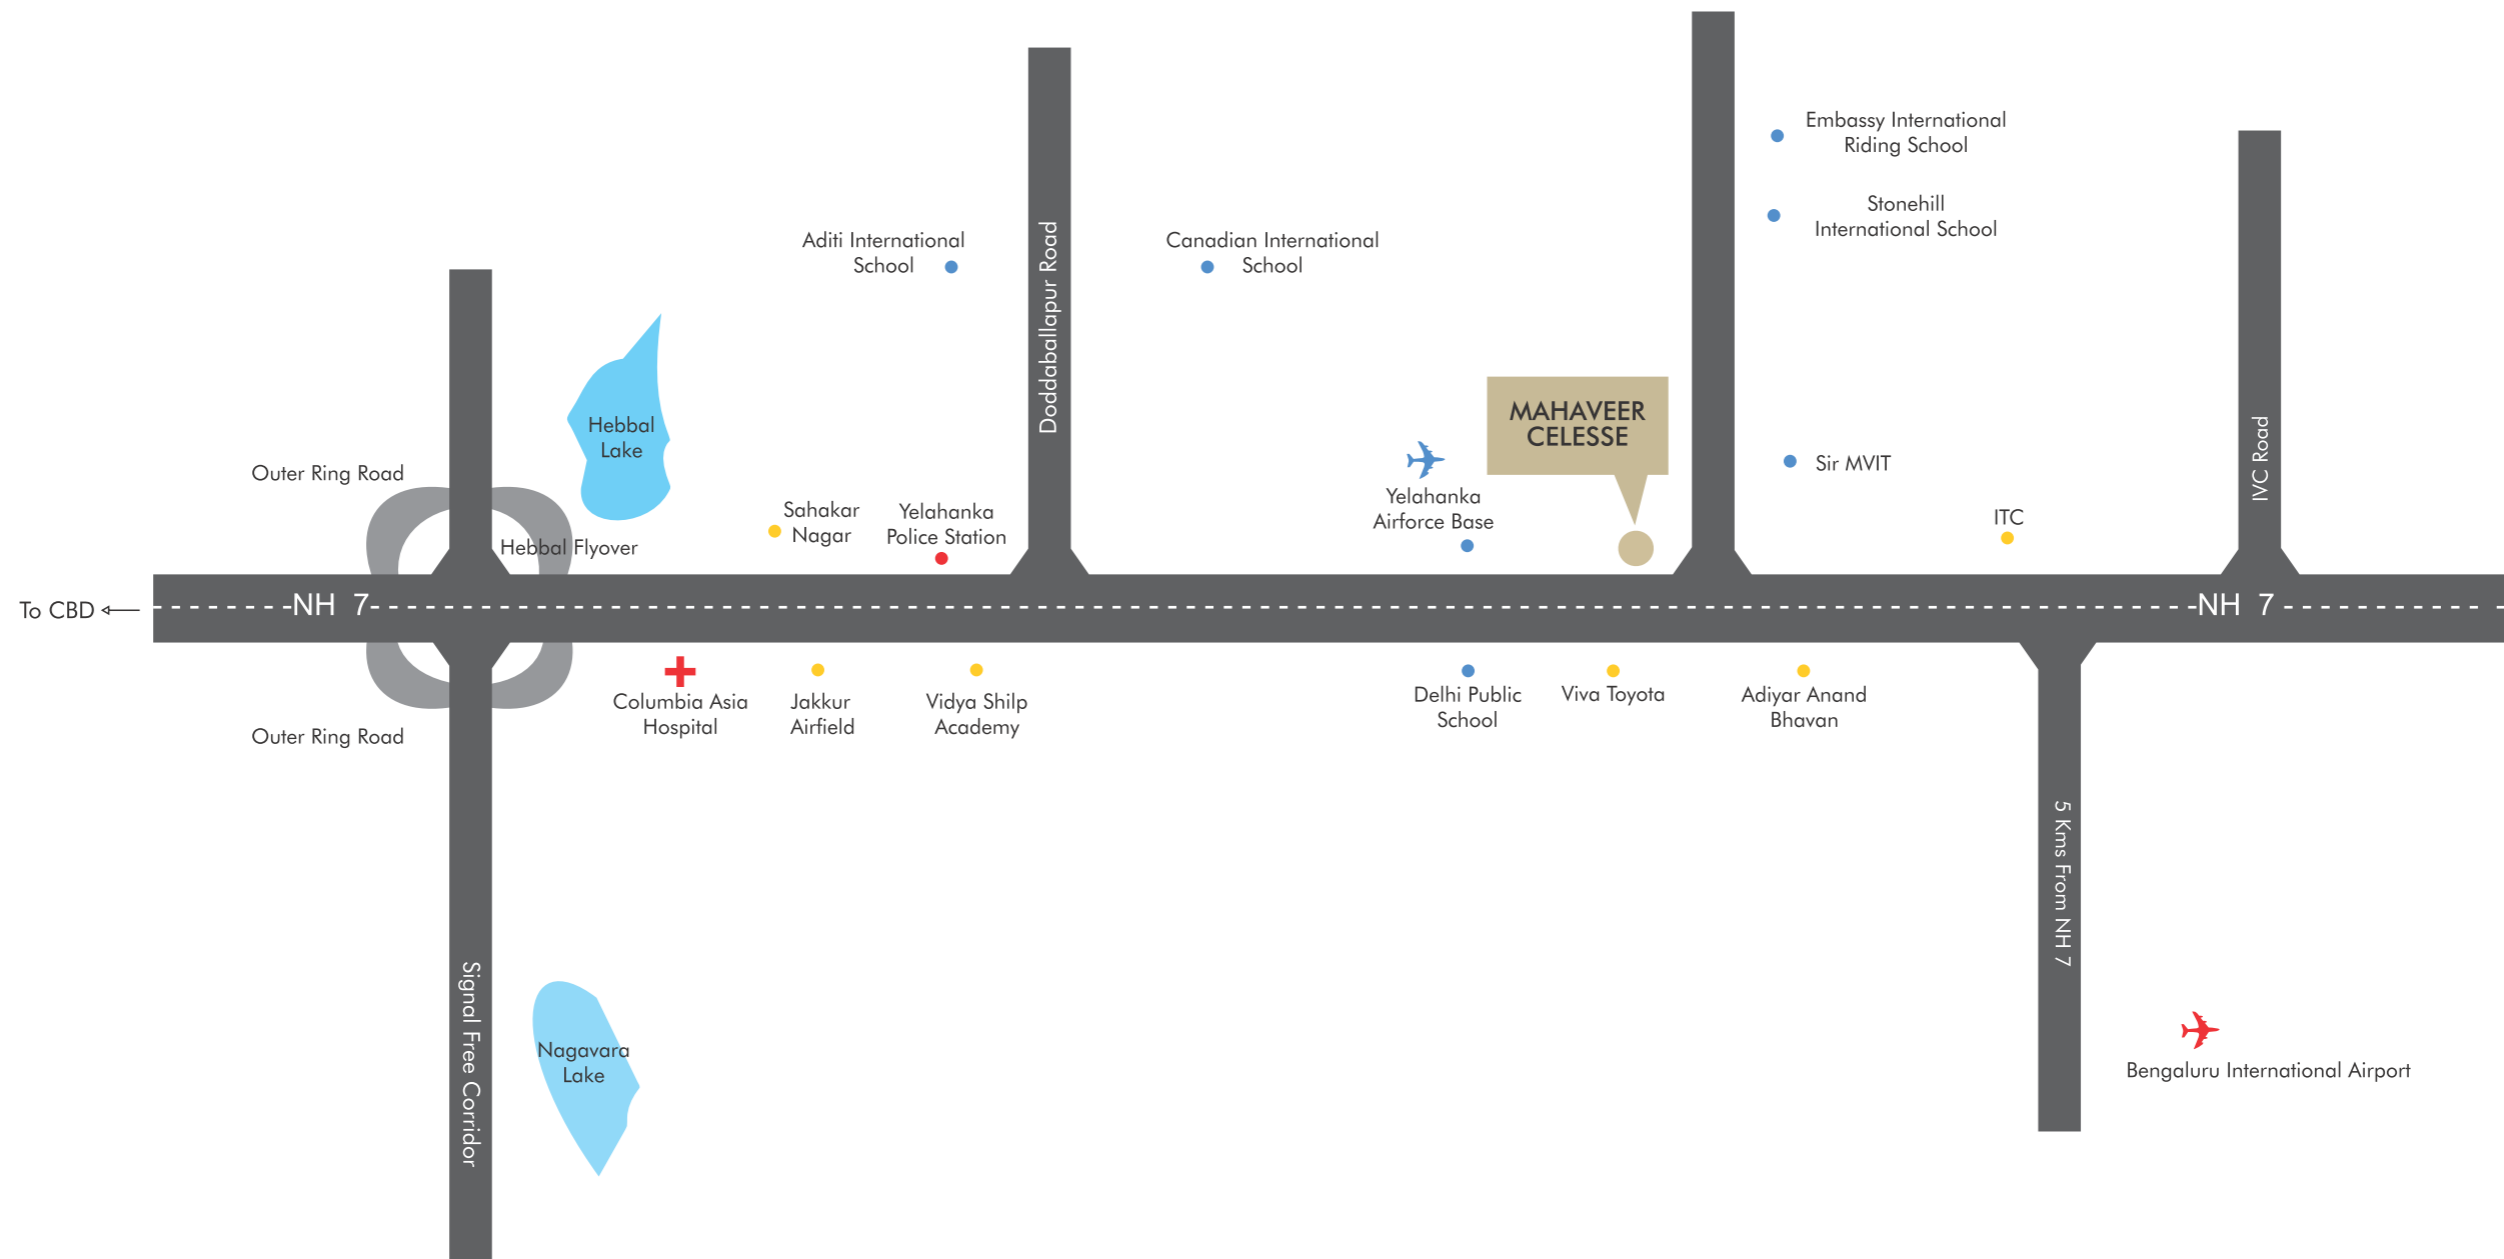 Embassy International
Riding School
Stonehill
International School
Aditi International
School
Canadian International
School
Doddaballapur Road
MAHAVEER
CELESSE
Hebbal
Lake
Outer Ring Road
Sir MVIT
IVC Road
Yelahanka
Airforce Base
Sahakar
Nagar
Yelahanka
Police Station
ITC
Hebbal Flyover
To CBD
NH 7
NH 7
Columbia Asia
Hospital
Jakkur
Airfield
Vidya Shilp
Academy
Delhi Public
School
Viva Toyota
Adiyar Anand
Bhavan
Outer Ring Road
5 Kms From NH 7
Signal Free Corridor
Nagavara
Lake
Bengaluru International Airport